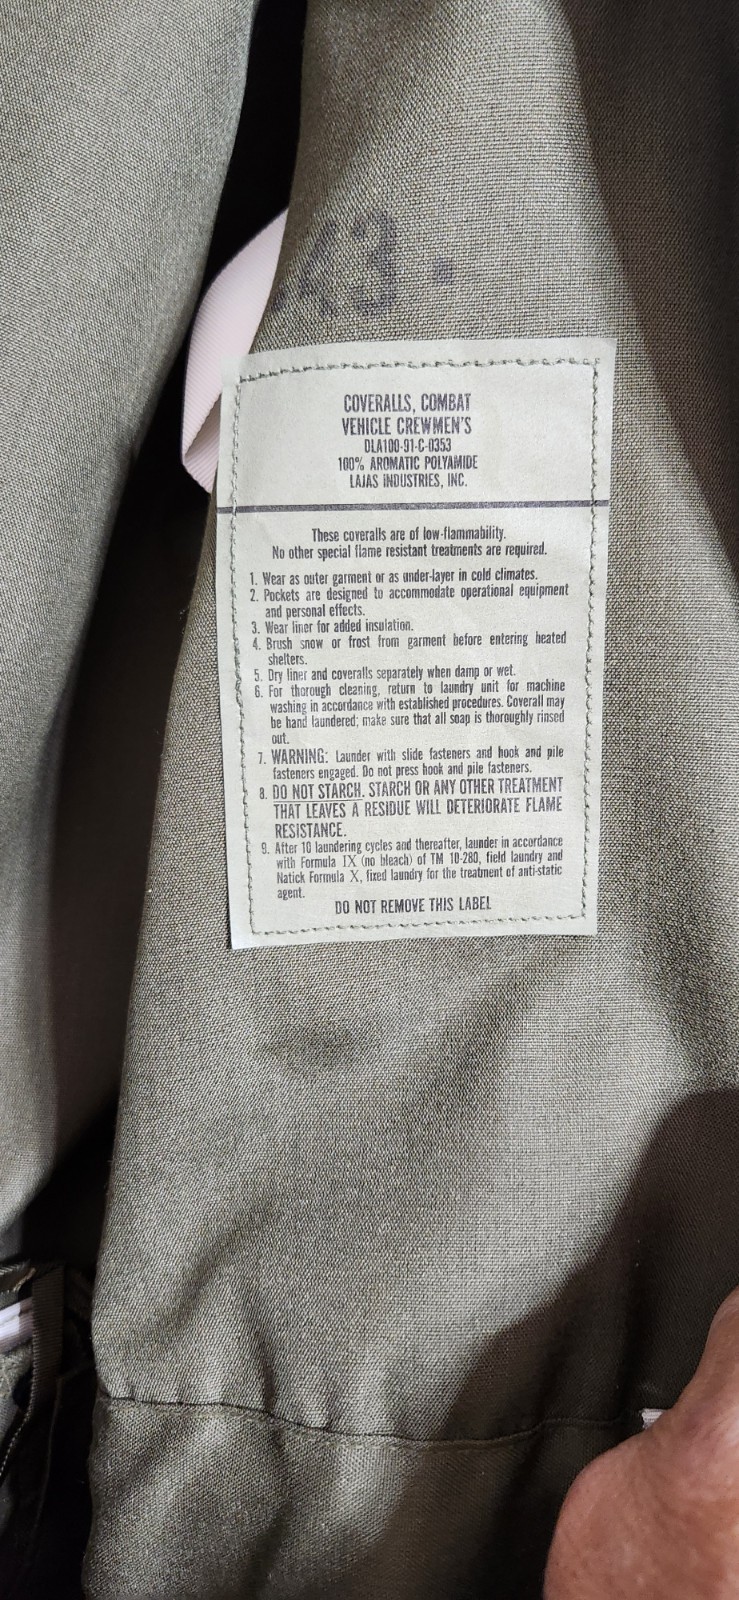 43
COVERALLS, COMBAT
VEHICLE CREWMEN'S
DLA100-91-C-0353
100% AROMATIC POLYAMIDE
LAJAS INDUSTRIES, INC.
These coveralls are of low-flammability.
No other special flame resistant treatments are required.
1. Wear as outer garment or as under-layer in cold climates.
2. Pockets are designed to accommodate operational equipment
and personal effects.
3. Wear liner for added insulation.
4. Brush snow or frost from garment before entering heated
shelters.
5. Dry liner and coveralls separately when damp or wet.
6. For thorough cleaning, return to laundry unit for machine
washing in accordance with established procedures. Coverall may
be hand laundered; make sure that all soap is thoroughly rinsed
out.
7. WARNING: Launder with slide fasteners and hook and pile
fasteners engaged. Do not press hook and pile fasteners.
8. DO NOT STARCH. STARCH OR ANY OTHER TREATMENT
THAT LEAVES A RESIDUE WILL DETERIORATE FLAME
RESISTANCE.
9. After 10 laundering cycles and thereafter, launder in accordance
with Formula IX (no bleach) of TM 10-280, field laundry and
Natick Formula X, fixed laundry for the treatment of anti-static
agent.
DO NOT REMOVE THIS LABEL